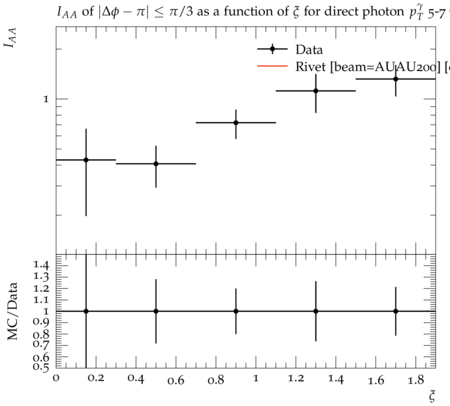 I_AA of |Δϕ − π| ≤ π/3 as a function of ξ for direct photon p_T^γ 5-7
I_AA
Data
Rivet [beam=AUAU200] [
1
MC/Data
1.4
1.3
1.2
1.1
1
0.9
0.8
0.7
0.6
0.5
0 0.2 0.4 0.6 0.8 1 1.2 1.4 1.6 1.8
ξ